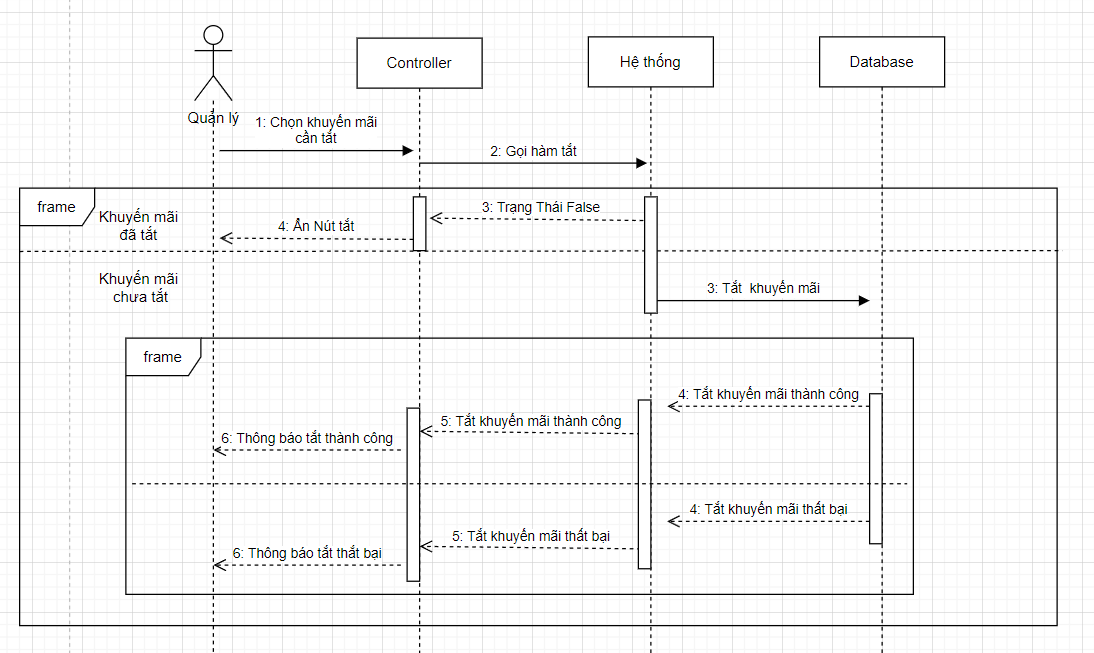 Quản lý
Controller
Hệ thống
Database
1: Chọn khuyến mãi
cần tắt
2: Gọi hàm tắt
frame
Khuyến mãi
đã tắt
3: Trạng Thái False
4: Ẩn Nút tắt
Khuyến mãi
chưa tắt
3: Tắt khuyến mãi
frame
4: Tắt khuyến mãi thành công
5: Tắt khuyến mãi thành công
6: Thông báo tắt thành công
4: Tắt khuyến mãi thất bại
5: Tắt khuyến mãi thất bại
6: Thông báo tắt thất bại